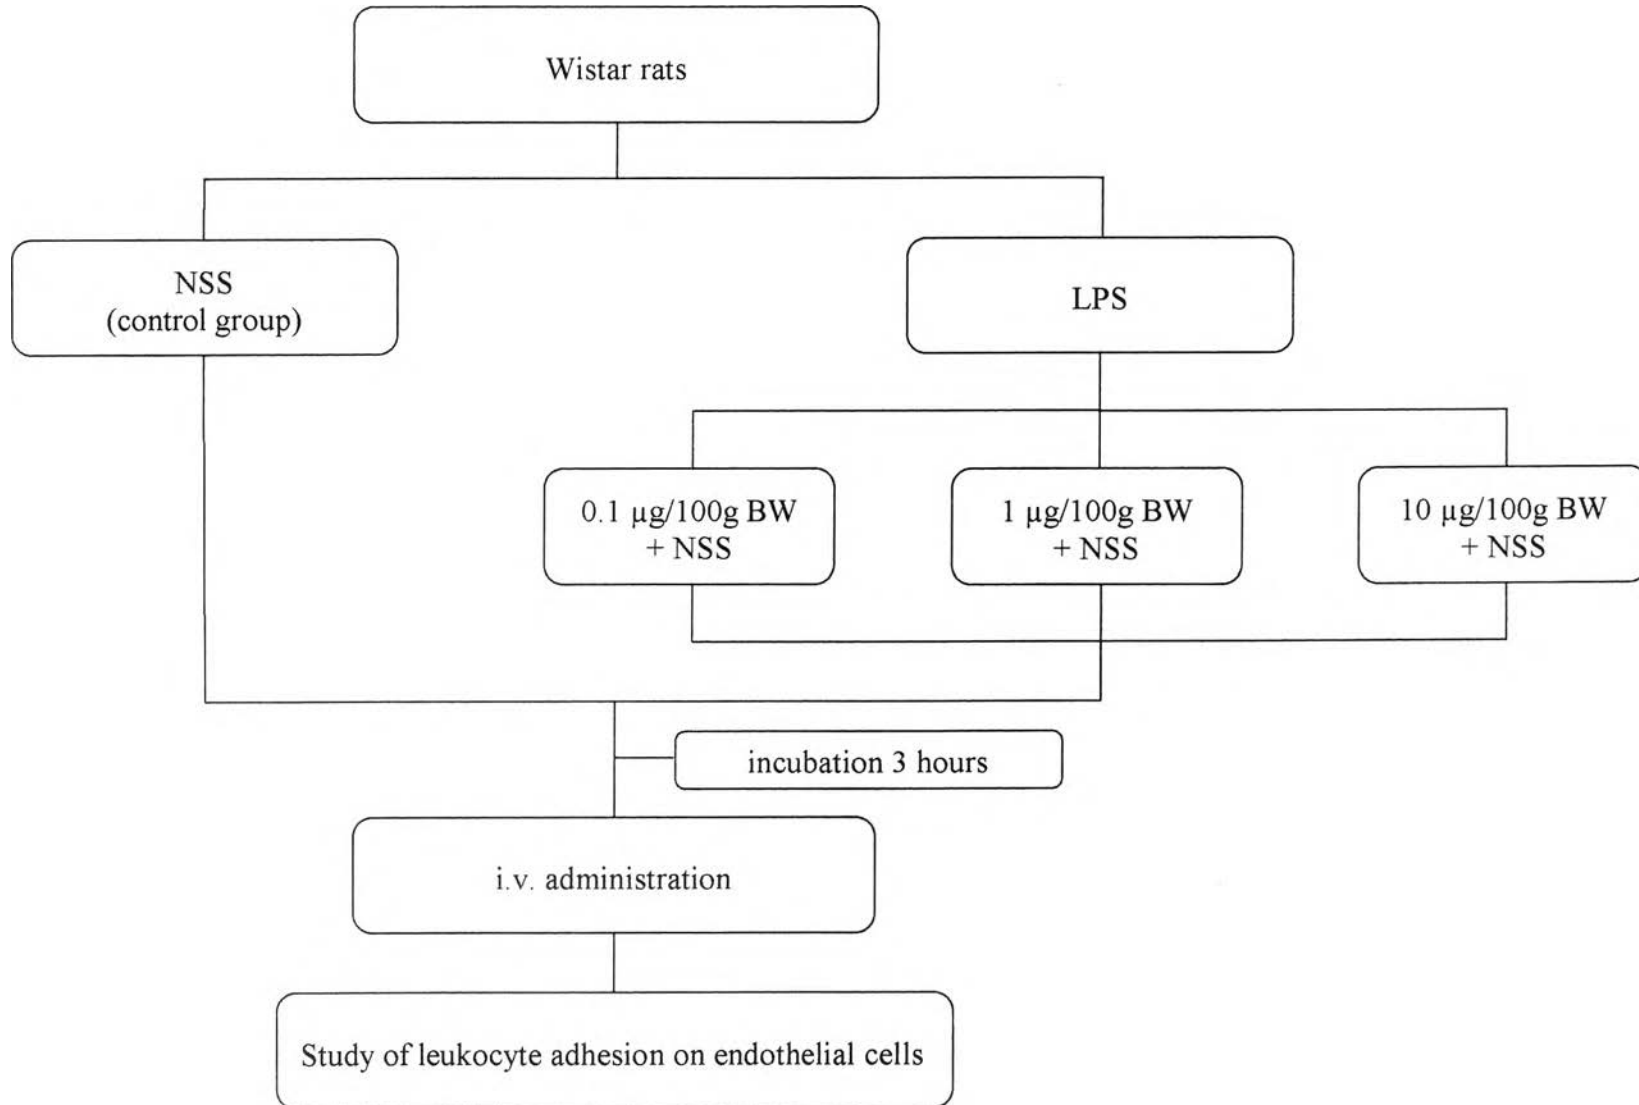 Wistar rats
NSS
(control group)
LPS
0.1 µg/100g BW
+ NSS
1 µg/100g BW
+ NSS
10 µg/100g BW
+ NSS
incubation 3 hours
i.v. administration
Study of leukocyte adhesion on endothelial cells